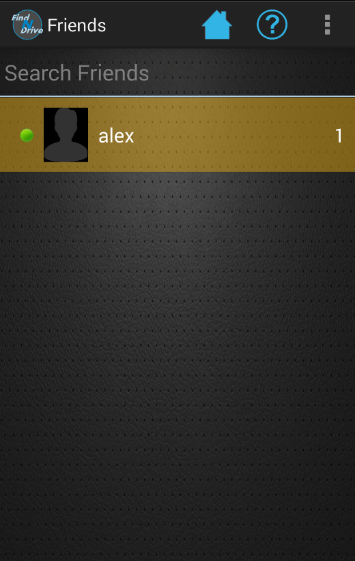 Find
N
Drive
Friends
?
Search Friends
alex 1